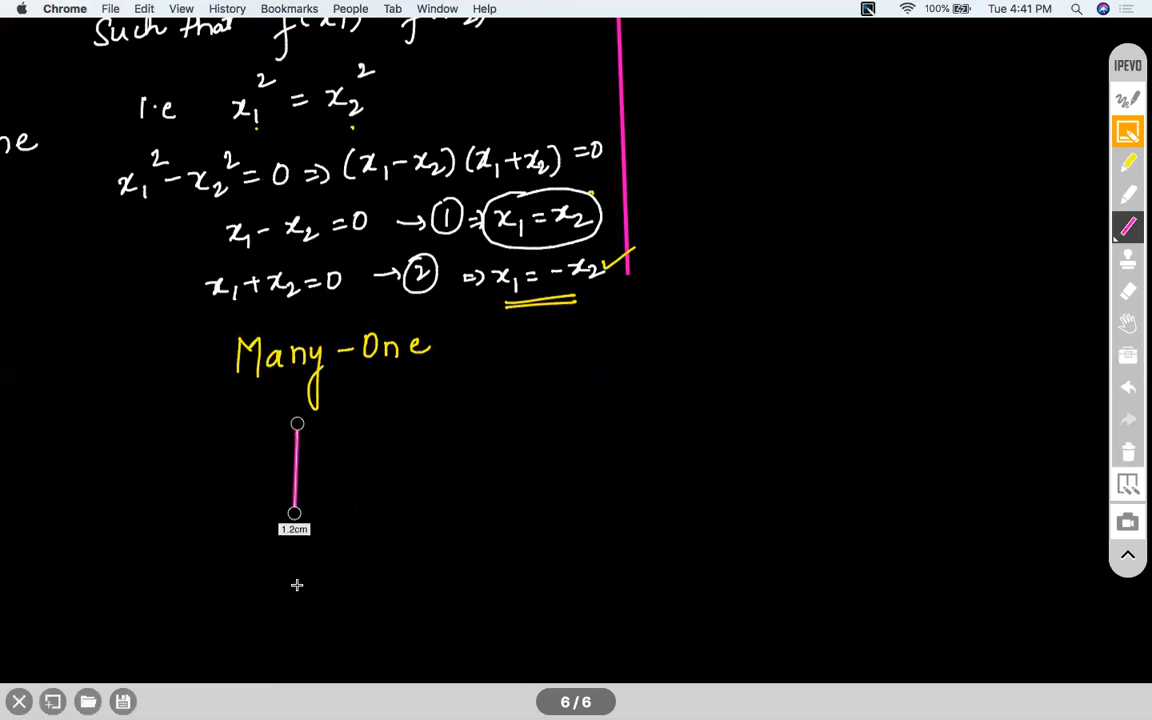 Chrome File Edit View History Bookmarks People Tab Window Help 100% Tue 4:41 PM
Such that
IPEVO
I.e x₁² = x₂²
x₁² - x₂² = 0 => (x₁ - x₂) (x₁ + x₂) = 0
x₁ - x₂ = 0 → ① => x₁ = x₂
x₁ + x₂ = 0 → ② => x₁ = - x₂
Many - One
1.2cm
6 / 6